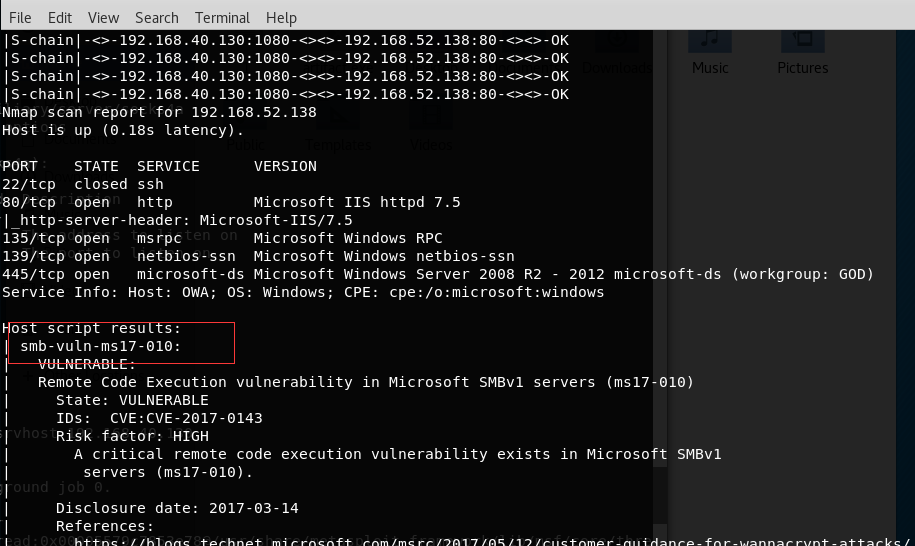 File Edit View Search Terminal Help
|S-chain|-<>-192.168.40.130:1080-<><>-192.168.52.138:80-<><>-OK
|S-chain|-<>-192.168.40.130:1080-<><>-192.168.52.138:80-<><>-OK
|S-chain|-<>-192.168.40.130:1080-<><>-192.168.52.138:80-<><>-OK
|S-chain|-<>-192.168.40.130:1080-<><>-192.168.52.138:80-<><>-OK
Downloads Music Pictures
Nmap scan report for 192.168.52.138
Host is up (0.18s latency).
Public Templates Videos
PORT STATE SERVICE VERSION
22/tcp closed ssh
80/tcp open http Microsoft IIS httpd 7.5
|_http-server-header: Microsoft-IIS/7.5
135/tcp open msrpc Microsoft Windows RPC
139/tcp open netbios-ssn Microsoft Windows netbios-ssn
445/tcp open microsoft-ds Microsoft Windows Server 2008 R2 - 2012 microsoft-ds (workgroup: GOD)
Service Info: Host: OWA; OS: Windows; CPE: cpe:/o:microsoft:windows
Host script results:
| smb-vuln-ms17-010:
|   VULNERABLE:
|   Remote Code Execution vulnerability in Microsoft SMBv1 servers (ms17-010)
|     State: VULNERABLE
|     IDs:  CVE:CVE-2017-0143
|     Risk factor: HIGH
|       A critical remote code execution vulnerability exists in Microsoft SMBv1
|        servers (ms17-010).
|
|     Disclosure date: 2017-03-14
|     References:
|       https://blogs.technet.microsoft.com/msrc/2017/05/12/customer-guidance-for-wannacrypt-attacks/